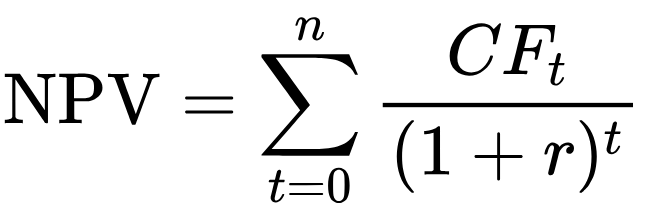 NPV = \sum_{t=0}^{n} \frac{CF_t}{(1 + r)^t}